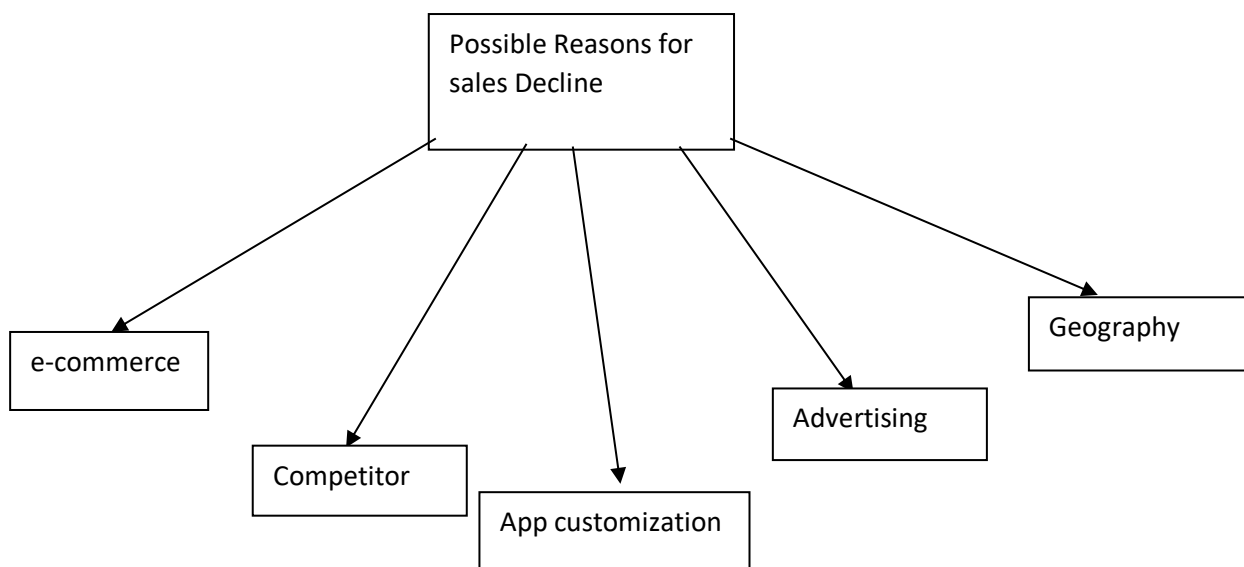 Possible Reasons for
sales Decline
e-commerce
Competitor
App customization
Advertising
Geography